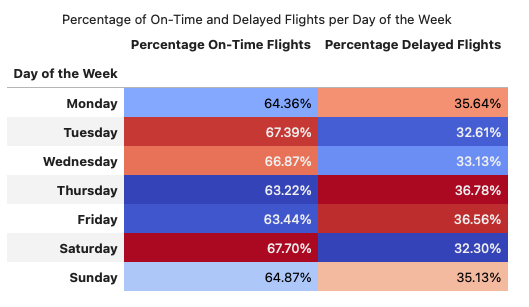 Percentage of On-Time and Delayed Flights per Day of the Week
Percentage On-Time Flights Percentage Delayed Flights
Day of the Week
Monday 64.36% 35.64%
Tuesday 67.39% 32.61%
Wednesday 66.87% 33.13%
Thursday 63.22% 36.78%
Friday 63.44% 36.56%
Saturday 67.70% 32.30%
Sunday 64.87% 35.13%